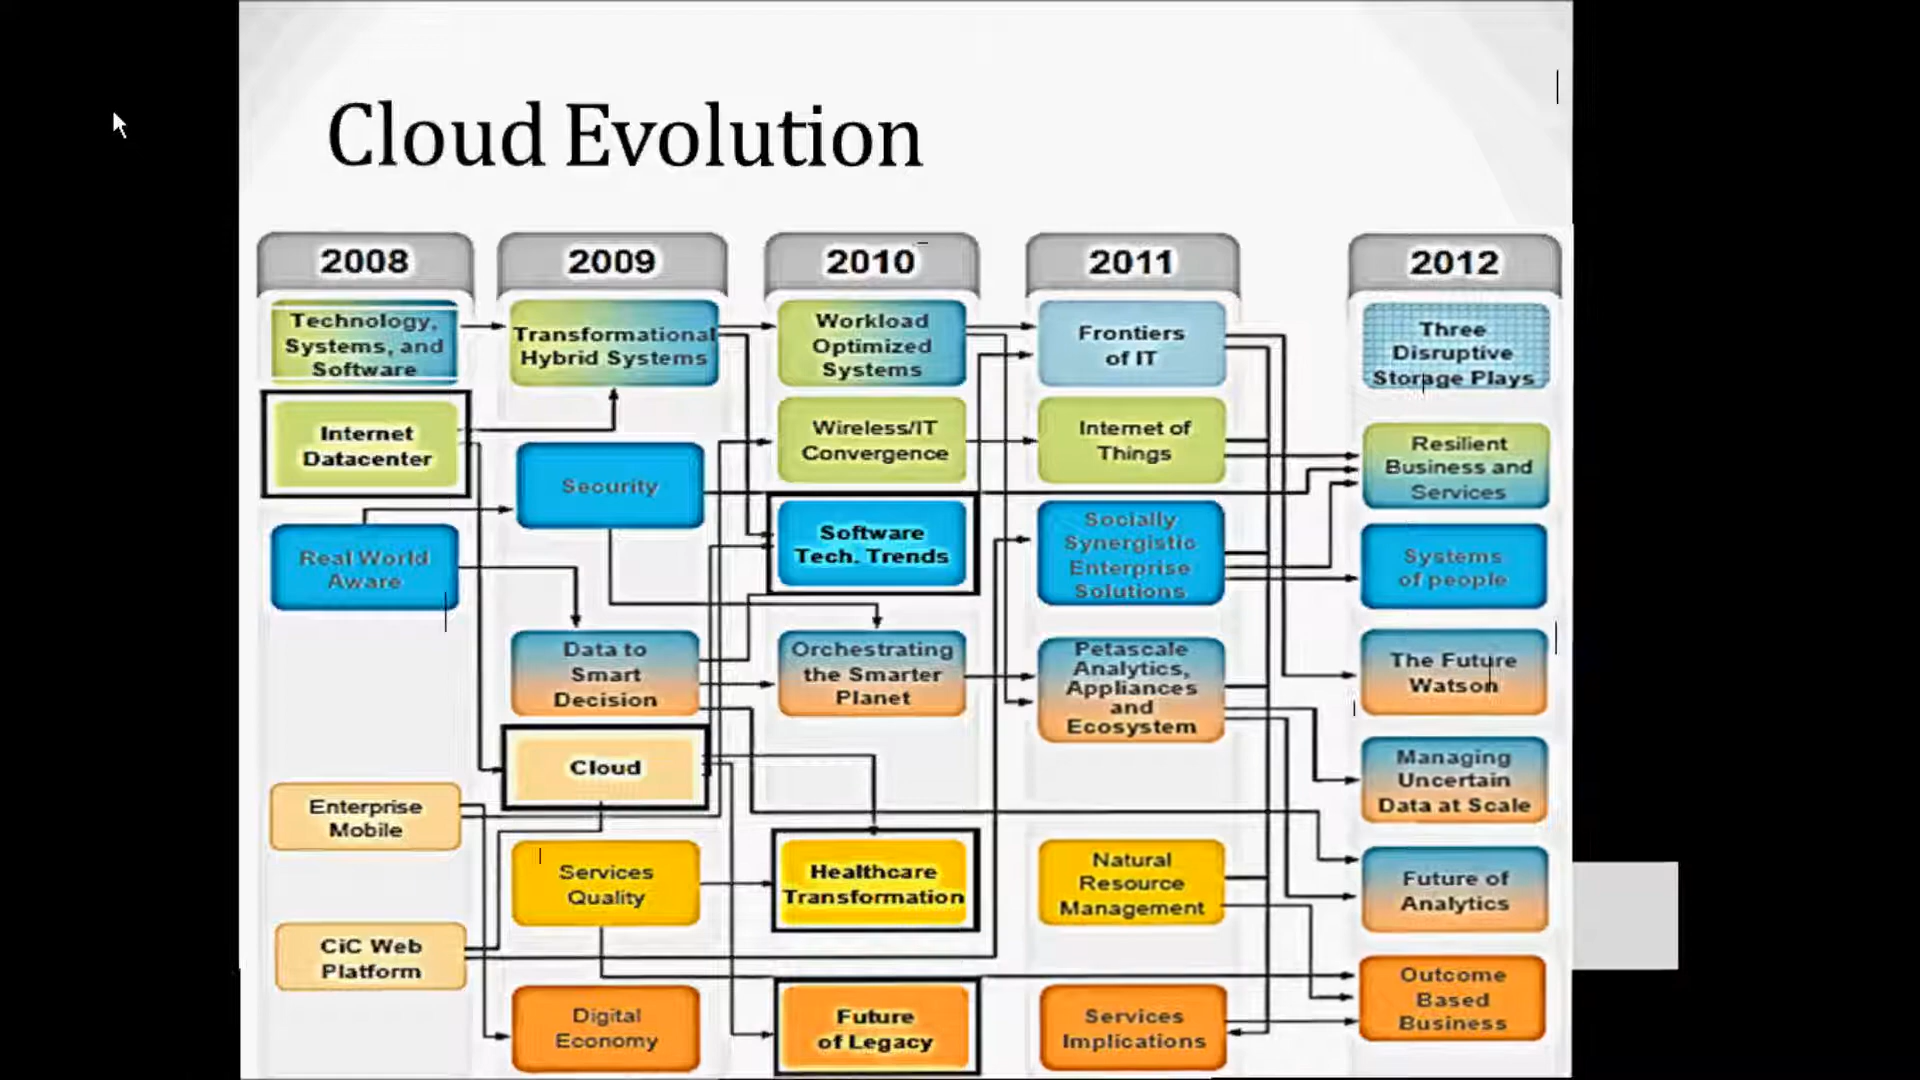 Cloud Evolution
2008
2009
2010
2011
2012
Technology,
Systems, and
Software
Internet
Datacenter
Real World
Aware
Enterprise
Mobile
CiC Web
Platform
Transformational
Hybrid Systems
Security
Data to
Smart
Decision
Cloud
Services
Quality
Digital
Economy
Workload
Optimized
Systems
Wireless/IT
Convergence
Software
Tech. Trends
Orchestrating
the Smarter
Planet
Healthcare
Transformation
Future
of Legacy
Frontiers
of IT
Internet of
Things
Socially
Synergistic
Enterprise
Solutions
Petascale
Analytics,
Appliances
and
Ecosystem
Natural
Resource
Management
Services
Implications
Three
Disruptive
Storage Plays
Resilient
Business and
Services
Systems
of people
The Future
Watson
Managing
Uncertain
Data at Scale
Future of
Analytics
Outcome
Based
Business